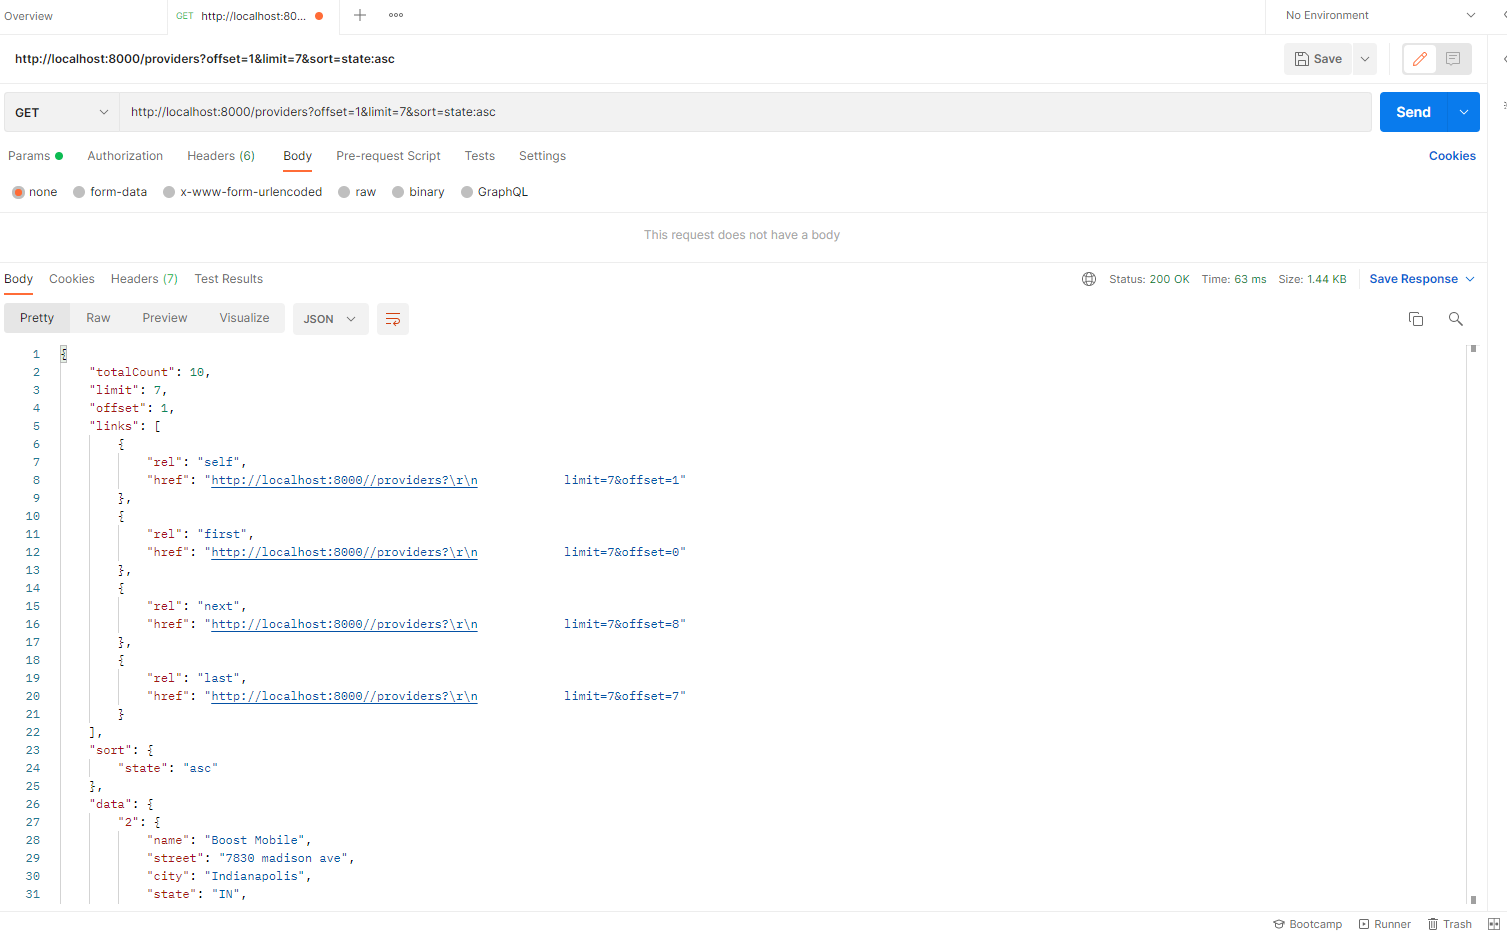 Overview
GET http://localhost:80...
No Environment
http://localhost:8000/providers?offset=1&limit=7&sort=state:asc
Save
GET
http://localhost:8000/providers?offset=1&limit=7&sort=state:asc
Send
Params Authorization Headers (6) Body Pre-request Script Tests Settings Cookies
none form-data x-www-form-urlencoded raw binary GraphQL
This request does not have a body
Body Cookies Headers (7) Test Results Status: 200 OK Time: 63 ms Size: 1.44 KB Save Response
Pretty Raw Preview Visualize JSON
1 {
2 "totalCount": 10,
3 "limit": 7,
4 "offset": 1,
5 "links": [
6 {
7 "rel": "self",
8 "href": "http://localhost:8000//providers?\r\n limit=7&offset=1"
9 },
10 {
11 "rel": "first",
12 "href": "http://localhost:8000//providers?\r\n limit=7&offset=0"
13 },
14 {
15 "rel": "next",
16 "href": "http://localhost:8000//providers?\r\n limit=7&offset=8"
17 },
18 {
19 "rel": "last",
20 "href": "http://localhost:8000//providers?\r\n limit=7&offset=7"
21 }
22 ],
23 "sort": {
24 "state": "asc"
25 },
26 "data": {
27 "2": {
28 "name": "Boost Mobile",
29 "street": "7830 madison ave",
30 "city": "Indianapolis",
31 "state": "IN",
Bootcamp Runner Trash